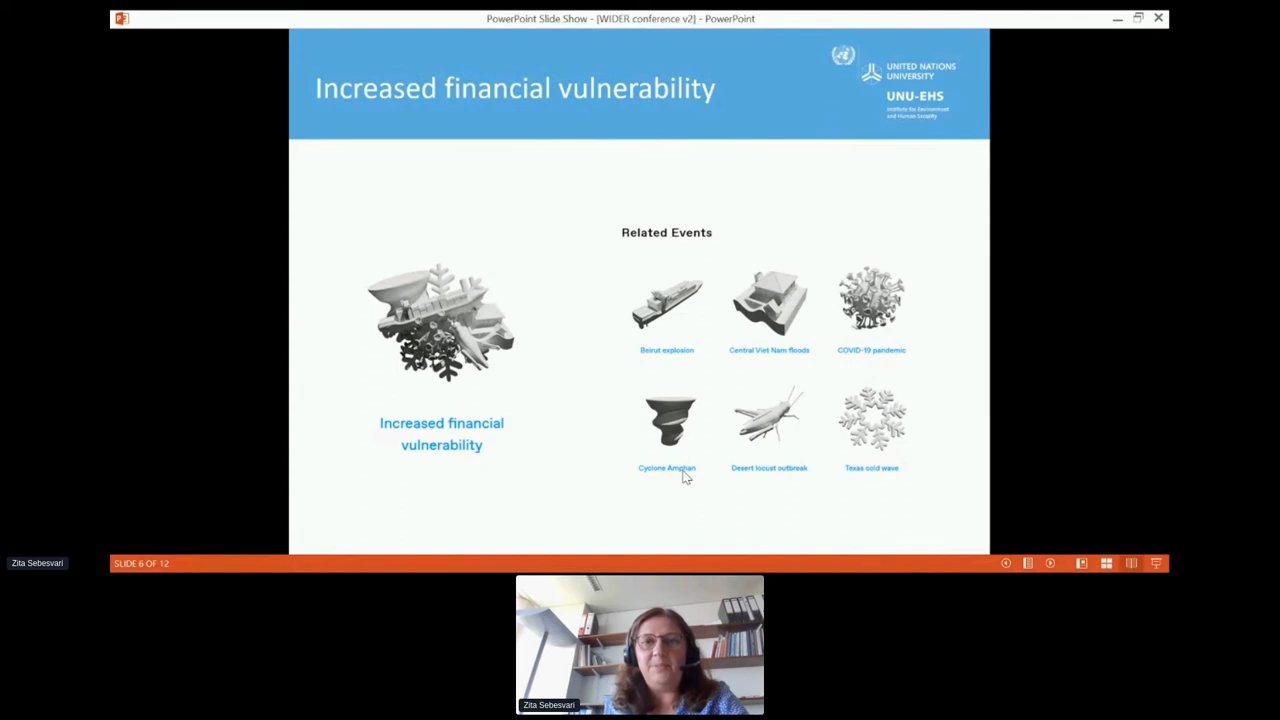 PowerPoint Slide Show - [WIDER conference v2] - PowerPoint
Increased financial vulnerability
UNITED NATIONS
UNIVERSITY
UNU-EHS
Institute for Environment
and Human Security
Related Events
Beirut explosion
Central Viet Nam floods
COVID-19 pandemic
Increased financial
vulnerability
Cyclone Amphan
Desert locust outbreak
Texas cold wave
Zita Sebesvari
SLIDE 6 OF 12
Zita Sebesvari